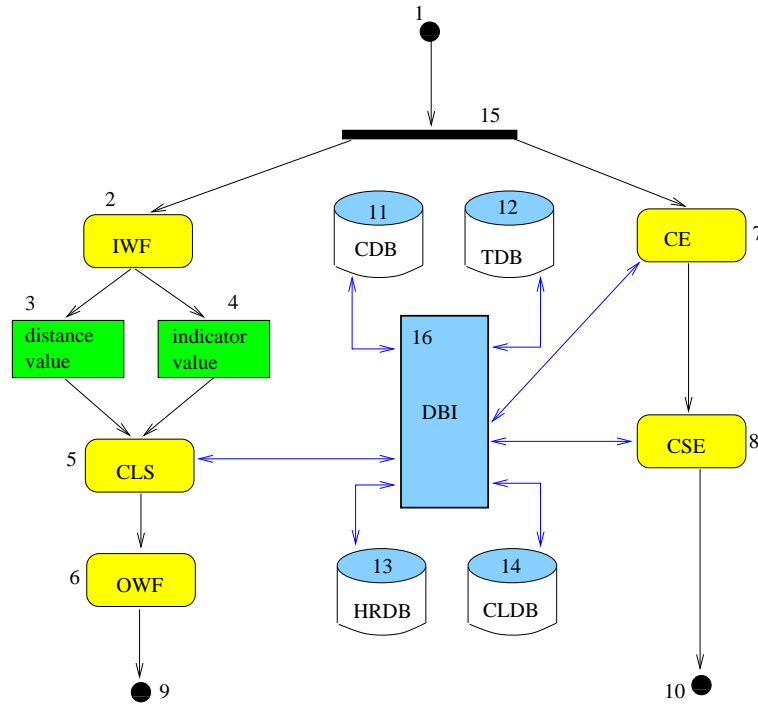 1
15
2
IWF
11
CDB
12
TDB
CE
7
3
distance
value
4
indicator
value
16
DBI
5
CLS
CSE
8
6
OWF
13
HRDB
14
CLDB
9
10